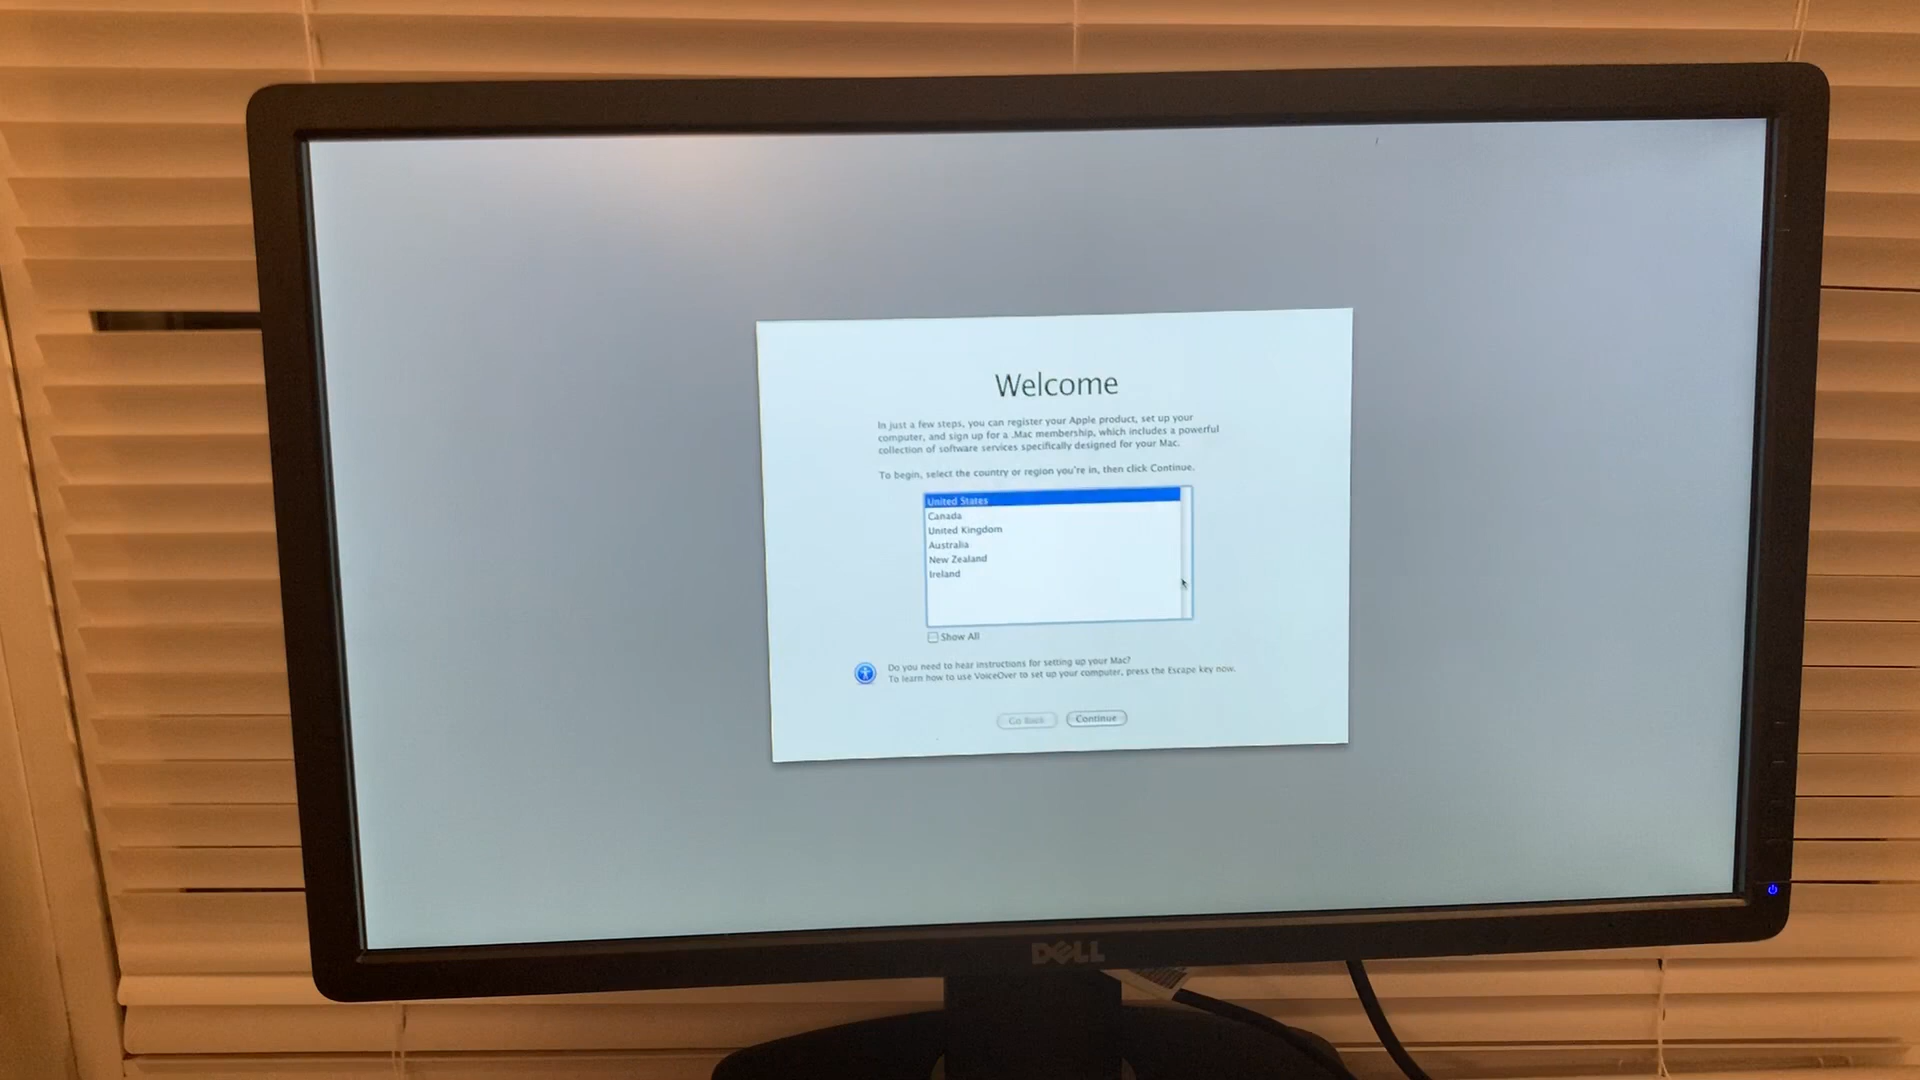 Welcome
In just a few steps, you can register your Apple product, set up your
computer, and sign up for a .Mac membership, which includes a powerful
collection of software services specifically designed for your Mac.
To begin, select the country or region you're in, then click Continue.
United States
Canada
United Kingdom
Australia
New Zealand
Ireland
Show All
Do you need to hear instructions for setting up your Mac?
To learn how to use VoiceOver to set up your computer, press the Escape key now.
Go Back
Continue
DELL